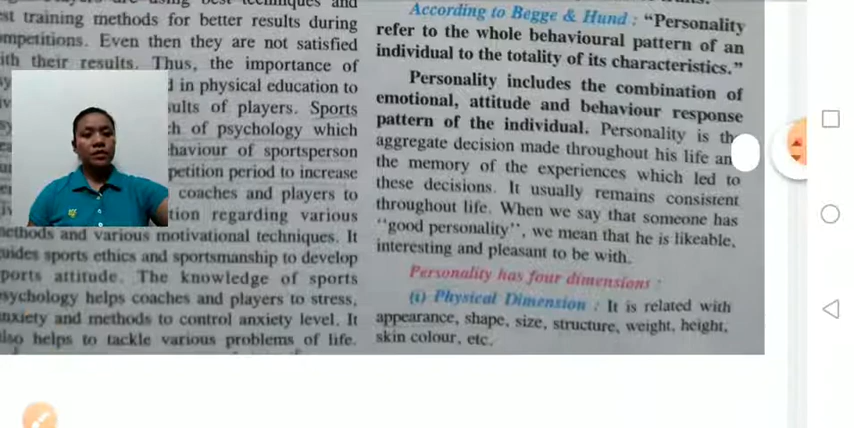 est training methods for better results during
ompetitions. Even then they are not satisfied
ith their results. Thus, the importance of
d in physical education to
sults of players. Sports
ch of psychology which
haviour of sportsperson
petition period to increase
coaches and players to
tion regarding various
methods and various motivational techniques. It
uides sports ethics and sportsmanship to develop
ports attitude. The knowledge of sports
sychology helps coaches and players to stress,
anxiety and methods to control anxiety level. It
also helps to tackle various problems of life.
According to Begge & Hund : “Personality
refer to the whole behavioural pattern of an
individual to the totality of its characteristics.”
Personality includes the combination of
emotional, attitude and behaviour response
pattern of the individual. Personality is the
aggregate decision made throughout his life an
the memory of the experiences which led to
these decisions. It usually remains consistent
throughout life. When we say that someone has
“good personality”, we mean that he is likeable,
interesting and pleasant to be with.
Personality has four dimensions :
(i) Physical Dimension : It is related with
appearance, shape, size, structure, weight, height,
skin colour, etc.